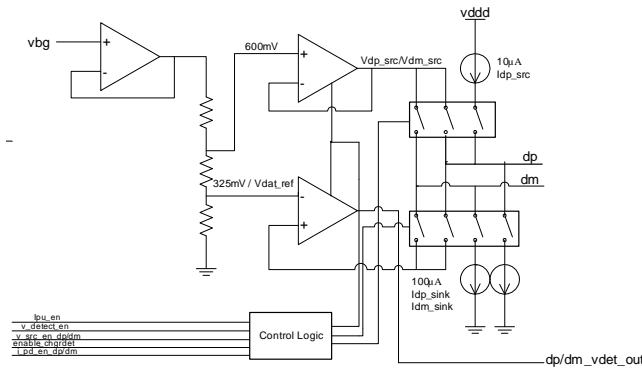 vddd
vbg
600mV
Vdp_src/Vdm_src
10µA
Idp_src
dp
dm
325mV / Vdat_ref
100µA
Idp_sink
Idm_sink
Ipu_en
v_detect_en
v_src_en_dp/dm
enable_chgrdet
i_pd_en_dp/dm
Control Logic
dp/dm_vdet_out